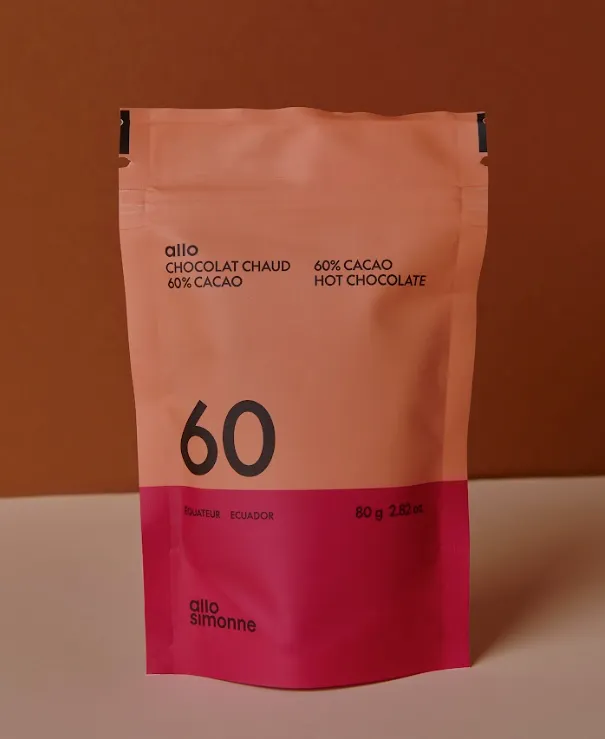 allo
CHOCOLAT CHAUD
60% CACAO
60% CACAO
HOT CHOCOLATE
60
ÉQUATEUR ECUADOR
80 g 2.82 oz
allo
simonne